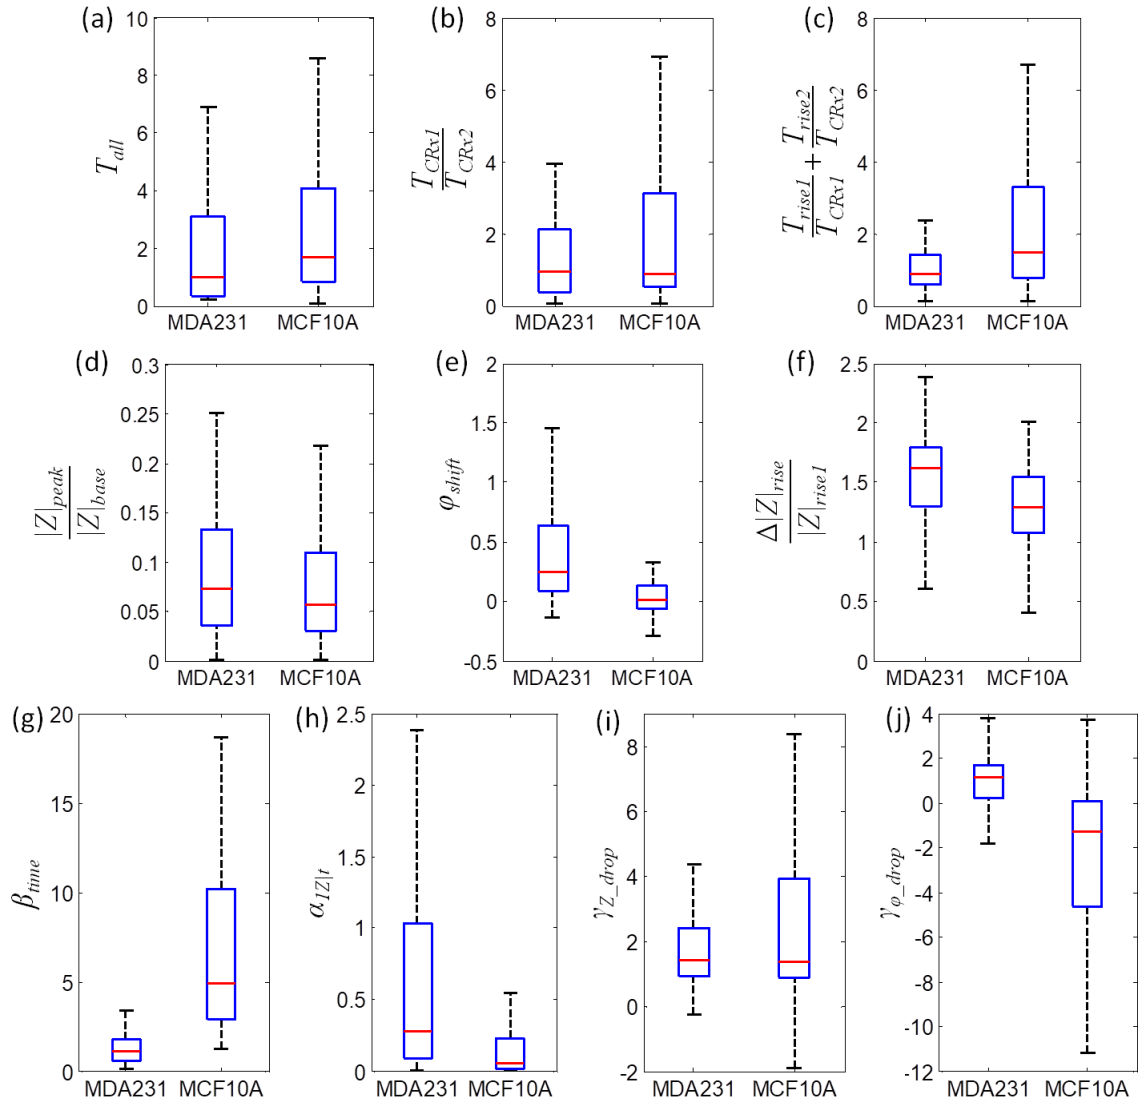 (a)
10
8
6
4
2
0
T_all
MDA231 MCF10A
(b)
8
6
4
2
0
T_CRx1 / T_CRx2
MDA231 MCF10A
(c)
8
6
4
2
0
T_rise1 / T_CRx1 + T_rise2 / T_CRx2
MDA231 MCF10A
(d)
0.3
0.25
0.2
0.15
0.1
0.05
0
|Z|_peak / |Z|_base
MDA231 MCF10A
(e)
2
1.5
1
0.5
0
-0.5
φ_shift
MDA231 MCF10A
(f)
2.5
2
1.5
1
0.5
0
Δ|Z|_rise / |Z|_rise1
MDA231 MCF10A
(g)
20
15
10
5
0
β_time
MDA231 MCF10A
(h)
2.5
2
1.5
1
0.5
0
α_1Z|t
MDA231 MCF10A
(i)
8
6
4
2
0
-2
γ_Z_drop
MDA231 MCF10A
(j)
4
2
0
-2
-4
-6
-8
-10
-12
γ_φ_drop
MDA231 MCF10A